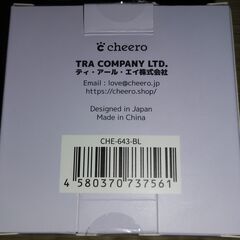 cheero
TRA COMPANY LTD.
ティ・アール・エイ株式会社
Email : love@cheero.jp
https://cheero.shop/
Designed in Japan
Made in China
CHE-643-BL
4 580370 737561